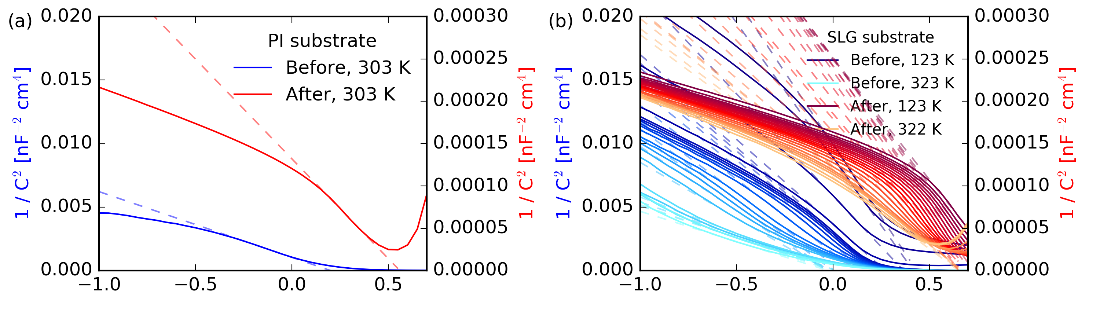 (a)
0.020
0.015
0.010
0.005
0.000
1 / C² [nF⁻² cm⁴]
PI substrate
Before, 303 K
After, 303 K
0.00030
0.00025
0.00020
0.00015
0.00010
0.00005
0.00000
1 / C² [nF⁻² cm⁴]
−1.0 −0.5 0.0 0.5
(b)
0.020
0.015
0.010
0.005
0.000
1 / C² [nF⁻² cm⁴]
SLG substrate
Before, 123 K
Before, 323 K
After, 123 K
After, 322 K
0.00030
0.00025
0.00020
0.00015
0.00010
0.00005
0.00000
1 / C² [nF⁻² cm⁴]
−1.0 −0.5 0.0 0.5